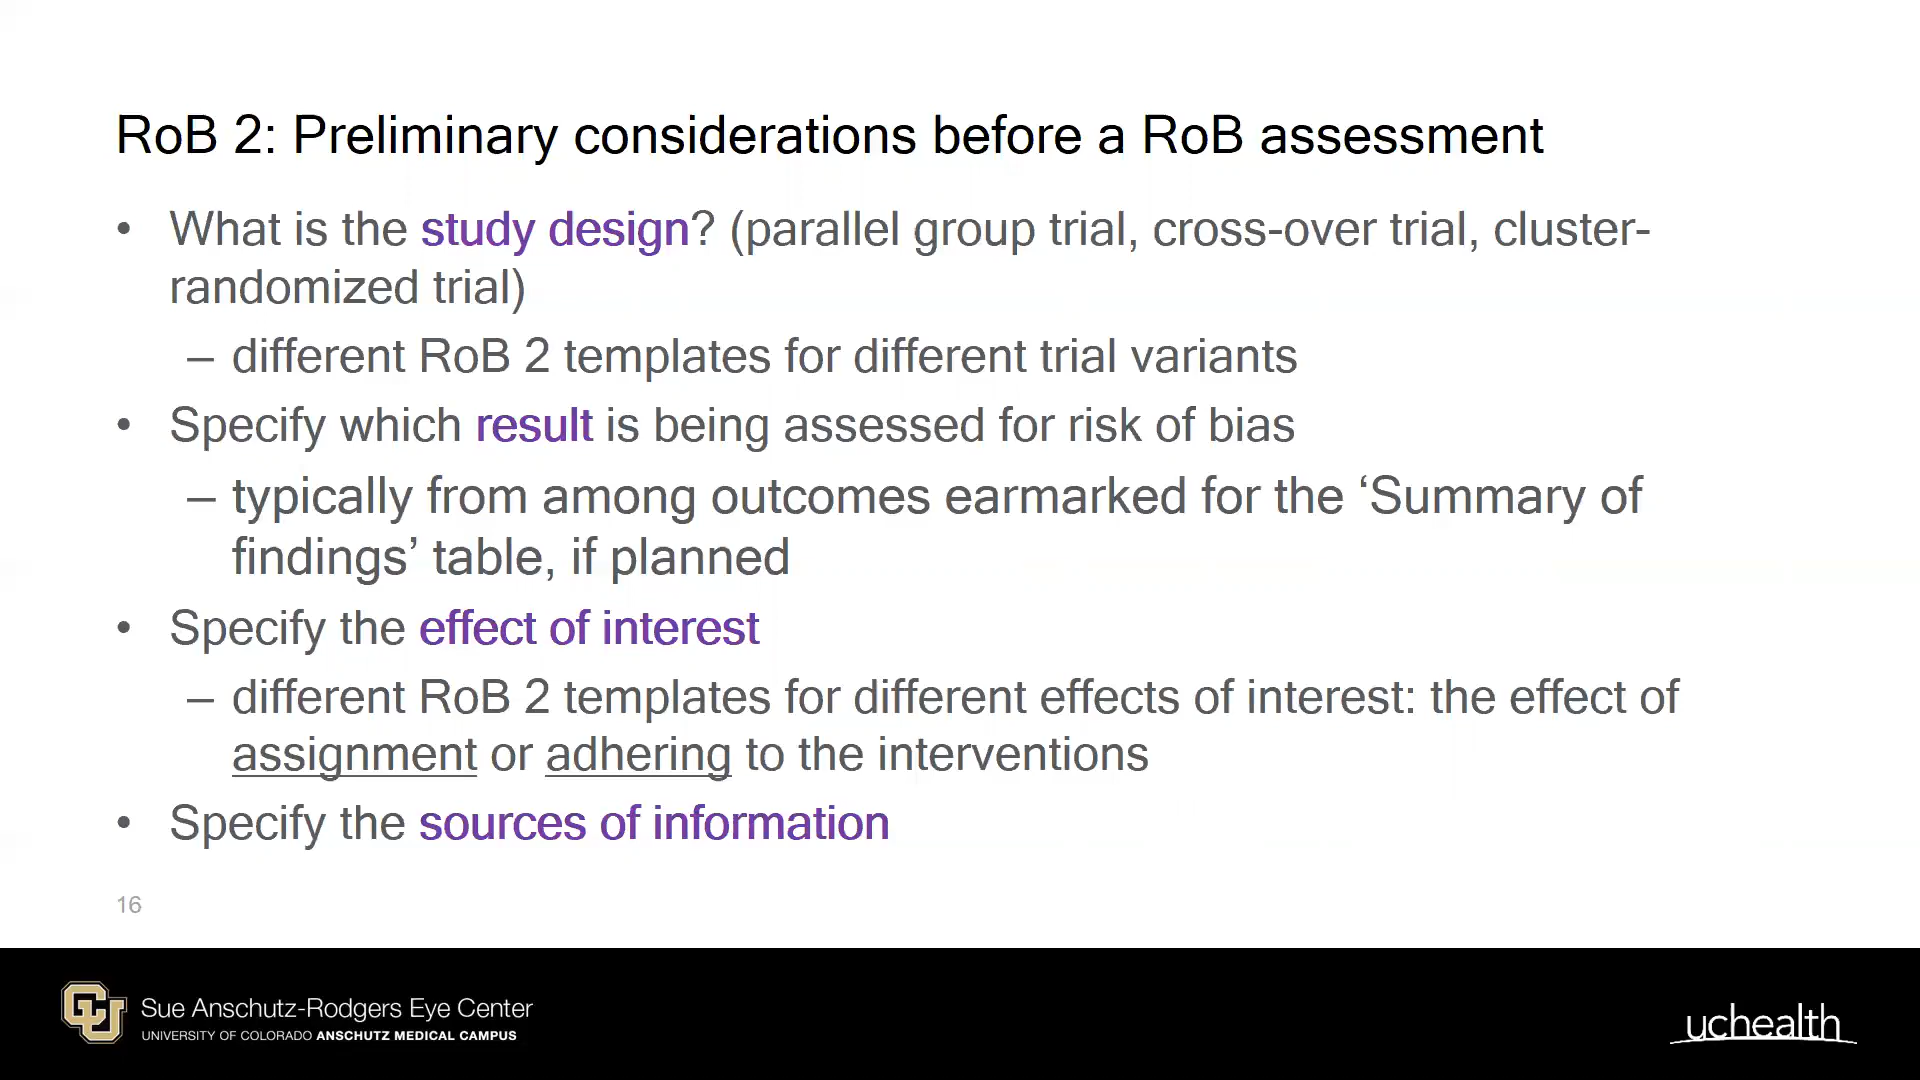 RoB 2: Preliminary considerations before a RoB assessment
• What is the study design? (parallel group trial, cross-over trial, cluster-
randomized trial)
– different RoB 2 templates for different trial variants
• Specify which result is being assessed for risk of bias
– typically from among outcomes earmarked for the ‘Summary of
findings’ table, if planned
• Specify the effect of interest
– different RoB 2 templates for different effects of interest: the effect of
assignment or adhering to the interventions
• Specify the sources of information
16
CU
Sue Anschutz-Rodgers Eye Center
UNIVERSITY OF COLORADO ANSCHUTZ MEDICAL CAMPUS
uchealth